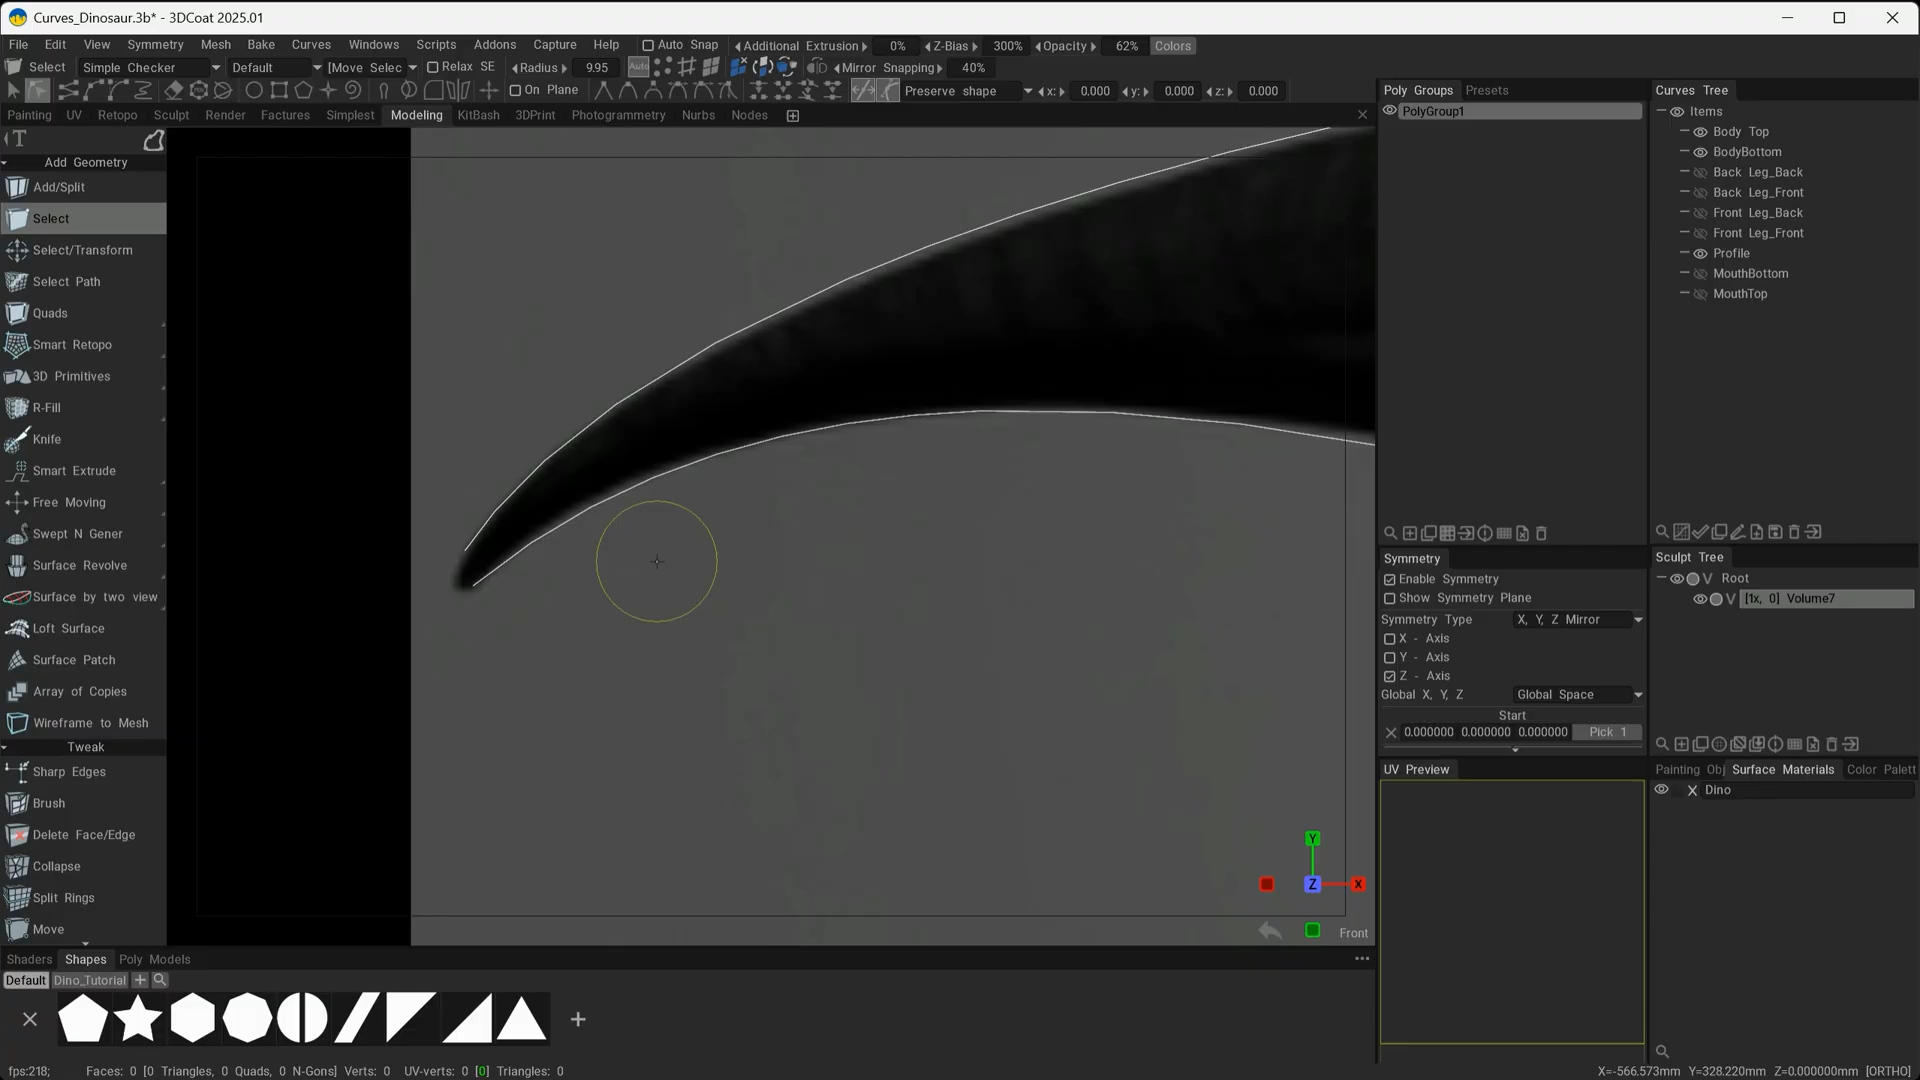 Curves_Dinosaur.3b* - 3DCoat 2025.01
File Edit View Symmetry Mesh Bake Curves Windows Scripts Addons Capture Help Auto Snap Additional Extrusion 0% Z-Bias 300% Opacity 62% Colors
Select Simple Checker Default [Move Selec Relax SE Radius 9.95 Auto Mirror Snapping 40%
On Plane Preserve shape x: 0.000 y: 0.000 z: 0.000
Painting UV Retopo Sculpt Render Factures Simplest Modeling KitBash 3DPrint Photogrammetry Nurbs Nodes
T
Add Geometry
Add/Split
Select
Select/Transform
Select Path
Quads
Smart Retopo
3D Primitives
R-Fill
Knife
Smart Extrude
Free Moving
Swept N Gener
Surface Revolve
Surface by two view
Loft Surface
Surface Patch
Array of Copies
Wireframe to Mesh
Tweak
Sharp Edges
Brush
Delete Face/Edge
Collapse
Split Rings
Move
Y
Z
X
Front
Poly Groups Presets
PolyGroup1
Curves Tree
Items
Body Top
BodyBottom
Back Leg_Back
Back Leg_Front
Front Leg_Back
Front Leg_Front
Profile
MouthBottom
MouthTop
Symmetry
Enable Symmetry
Show Symmetry Plane
Symmetry Type X, Y, Z Mirror
X - Axis
Y - Axis
Z - Axis
Global X, Y, Z Global Space
Start
0.000000 0.000000 0.000000 Pick 1
Sculpt Tree
V Root
V [1x, 0] Volume7
UV Preview
Painting Obj Surface Materials Color Palett
Dino
Shaders Shapes Poly Models
Default Dino_Tutorial
fps:218; Faces: 0 [0 Triangles, 0 Quads, 0 N-Gons] Verts: 0 UV-verts: 0 [0] Triangles: 0
X=-566.573mm Y=328.220mm Z=0.000000mm [ORTHO]